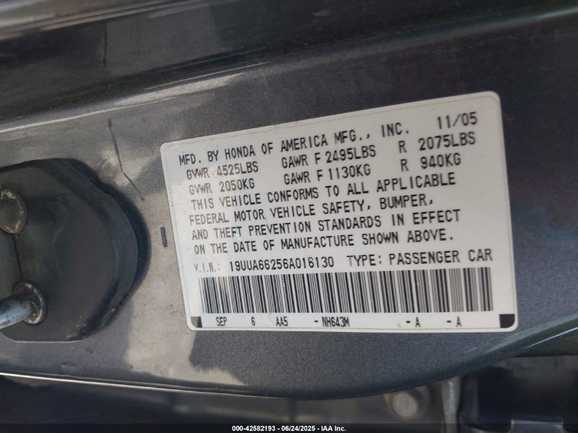 MFD. BY HONDA OF AMERICA MFG., INC. 11/05
GVWR 4525LBS GAWR F 2495LBS R 2075LBS
GVWR 2050KG GAWR F 1130KG R 940KG
THIS VEHICLE CONFORMS TO ALL APPLICABLE
FEDERAL MOTOR VEHICLE SAFETY, BUMPER,
AND THEFT PREVENTION STANDARDS IN EFFECT
ON THE DATE OF MANUFACTURE SHOWN ABOVE.
V.I.N.: 19UUA66256A016130 TYPE: PASSENGER CAR
SEP 6 AA5 - NH643M - A - A
000-42582193 - 06/24/2025 - IAA Inc.